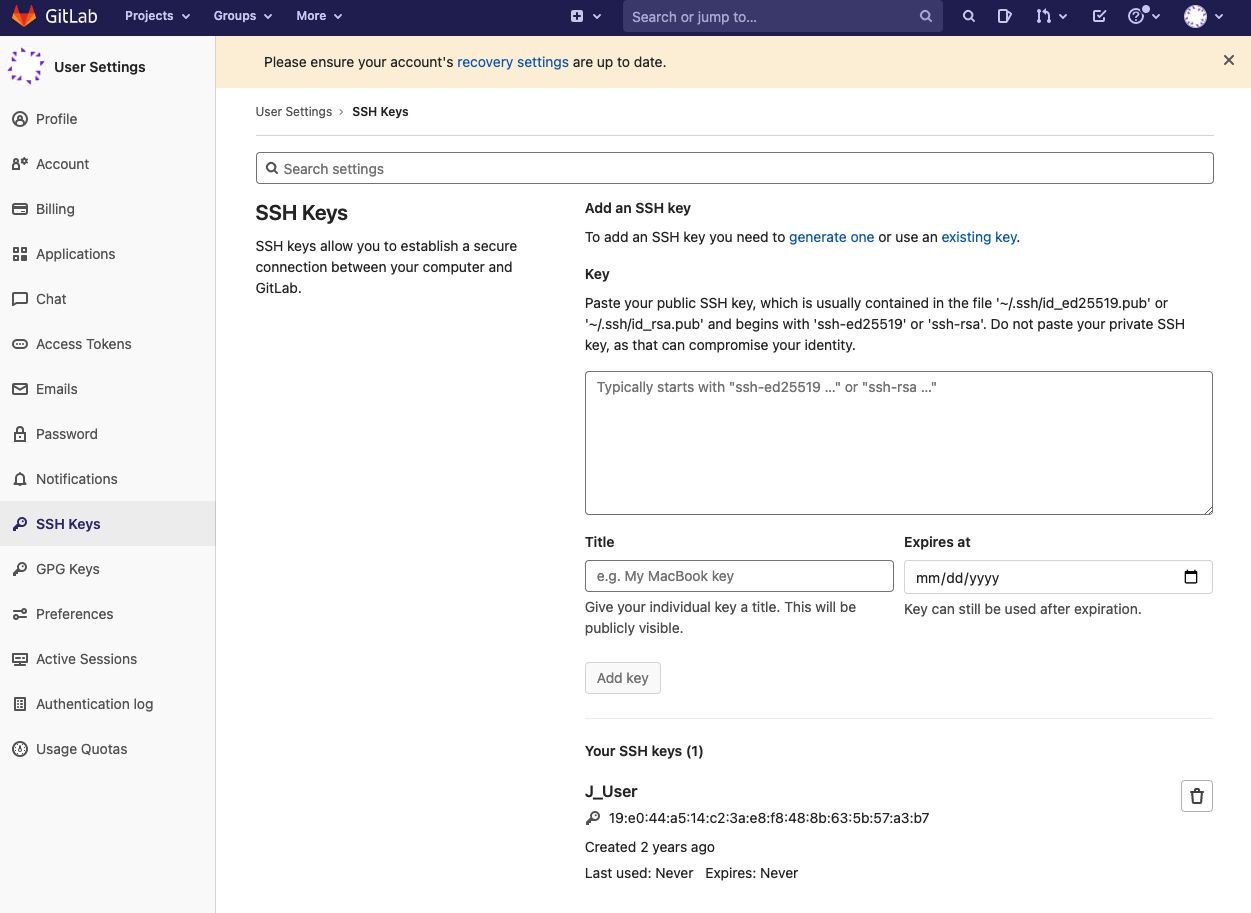 GitLab
Projects
Groups
More
Search or jump to...
User Settings
Profile
Account
Billing
Applications
Chat
Access Tokens
Emails
Password
Notifications
SSH Keys
GPG Keys
Preferences
Active Sessions
Authentication log
Usage Quotas
Please ensure your account's recovery settings are up to date.
User Settings › SSH Keys
Search settings
SSH Keys
SSH keys allow you to establish a secure
connection between your computer and
GitLab.
Add an SSH key
To add an SSH key you need to generate one or use an existing key.
Key
Paste your public SSH key, which is usually contained in the file '~/.ssh/id_ed25519.pub' or
'~/.ssh/id_rsa.pub' and begins with 'ssh-ed25519' or 'ssh-rsa'. Do not paste your private SSH
key, as that can compromise your identity.
Typically starts with "ssh-ed25519 ..." or "ssh-rsa ..."
Title
e.g. My MacBook key
Give your individual key a title. This will be
publicly visible.
Expires at
mm/dd/yyyy
Key can still be used after expiration.
Add key
Your SSH keys (1)
J_User
19:e0:44:a5:14:c2:3a:e8:f8:48:8b:63:5b:57:a3:b7
Created 2 years ago
Last used: Never Expires: Never